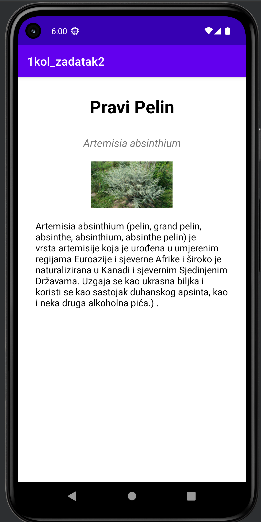 6:00
1kol_zadatak2
Pravi Pelin
Artemisia absinthium
Artemisia absinthium (pelin, grand pelin,
absinthe, absinthium, absinthe pelin) je
vrsta artemisije koja je urođena u umjerenim
regijama Euroazije i sjeverne Afrike i široko je
naturalizirana u Kanadi i sjevernim Sjedinjenim
Državama. Uzgaja se kao ukrasna biljka i
koristi se kao sastojak duhanskog apsinta, kao
i neka druga alkoholna pića.) .